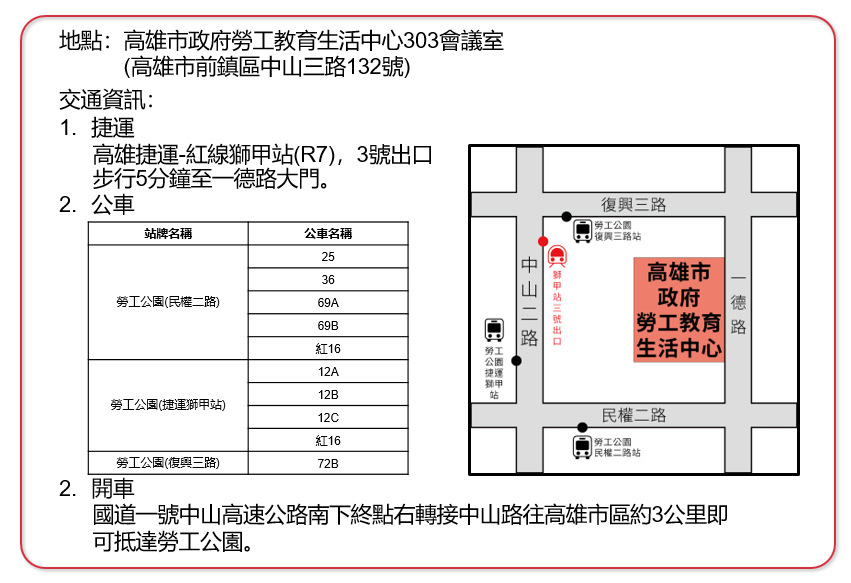 地點：高雄市政府勞工教育生活中心303會議室
(高雄市前鎮區中山三路132號)
交通資訊：
1. 捷運
高雄捷運-紅線獅甲站(R7)，3號出口
步行5分鐘至一德路大門。
2. 公車
站牌名稱 公車名稱
勞工公園(民權二路)
25
36
69A
69B
紅16
勞工公園(捷運獅甲站)
12A
12B
12C
紅16
勞工公園(復興三路) 72B
復興三路
勞工公園
復興三路站
中山二路
獅甲站三號出口
高雄市
政府
勞工教育
生活中心
一德路
勞工
公園
捷運
獅甲
站
民權二路
勞工公園
民權二路站
2. 開車
國道一號中山高速公路南下終點右轉接中山路往高雄市區約3公里即
可抵達勞工公園。